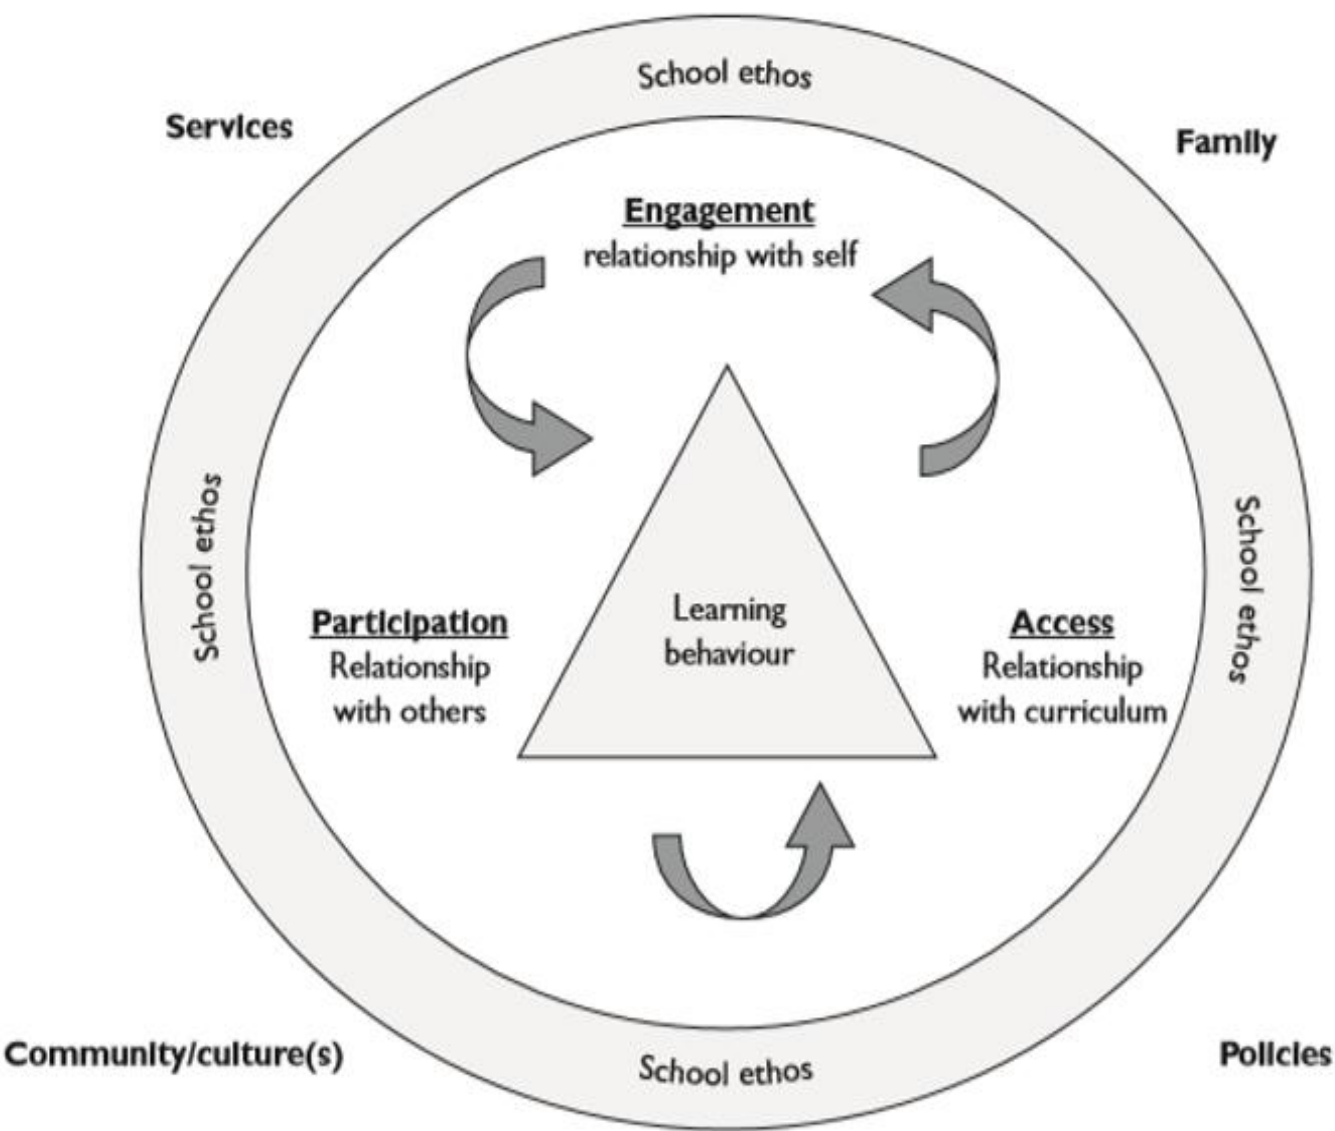 School ethos
Services
Family
Engagement
relationship with self
School ethos
School ethos
Participation
Relationship
with others
Learning
behaviour
Access
Relationship
with curriculum
Community/culture(s)
School ethos
Policies